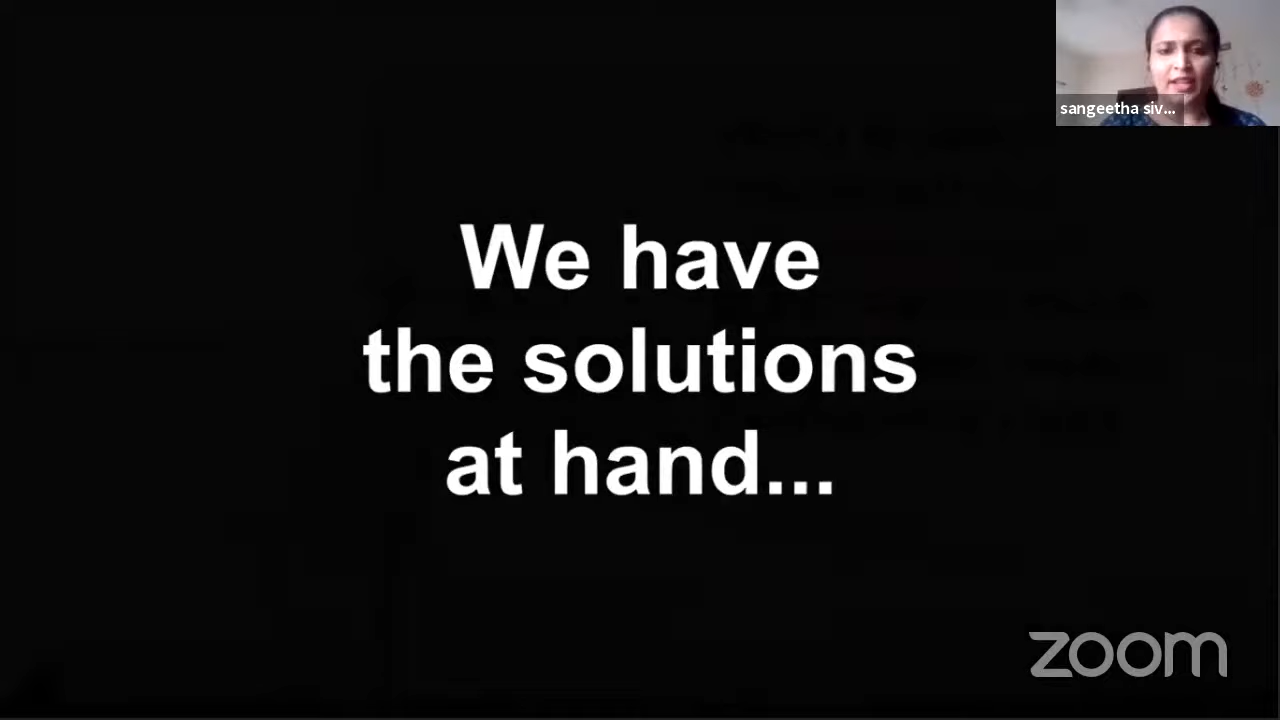 sangeetha siv...
We have
the solutions
at hand...
zoom